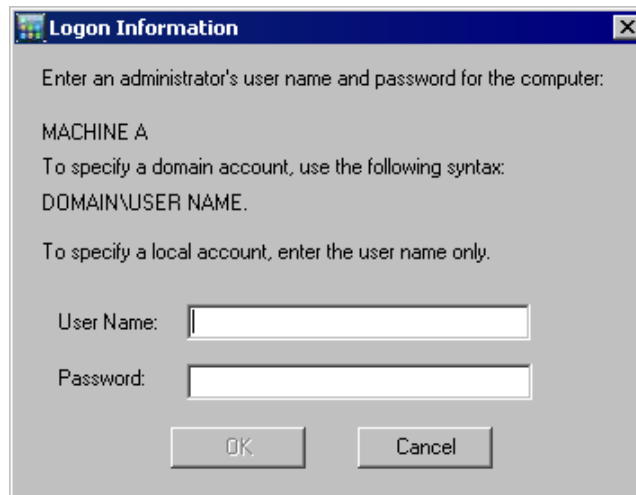 Logon Information
Enter an administrator's user name and password for the computer:
MACHINE A
To specify a domain account, use the following syntax:
DOMAIN\USER NAME.
To specify a local account, enter the user name only.
User Name:
Password:
OK Cancel